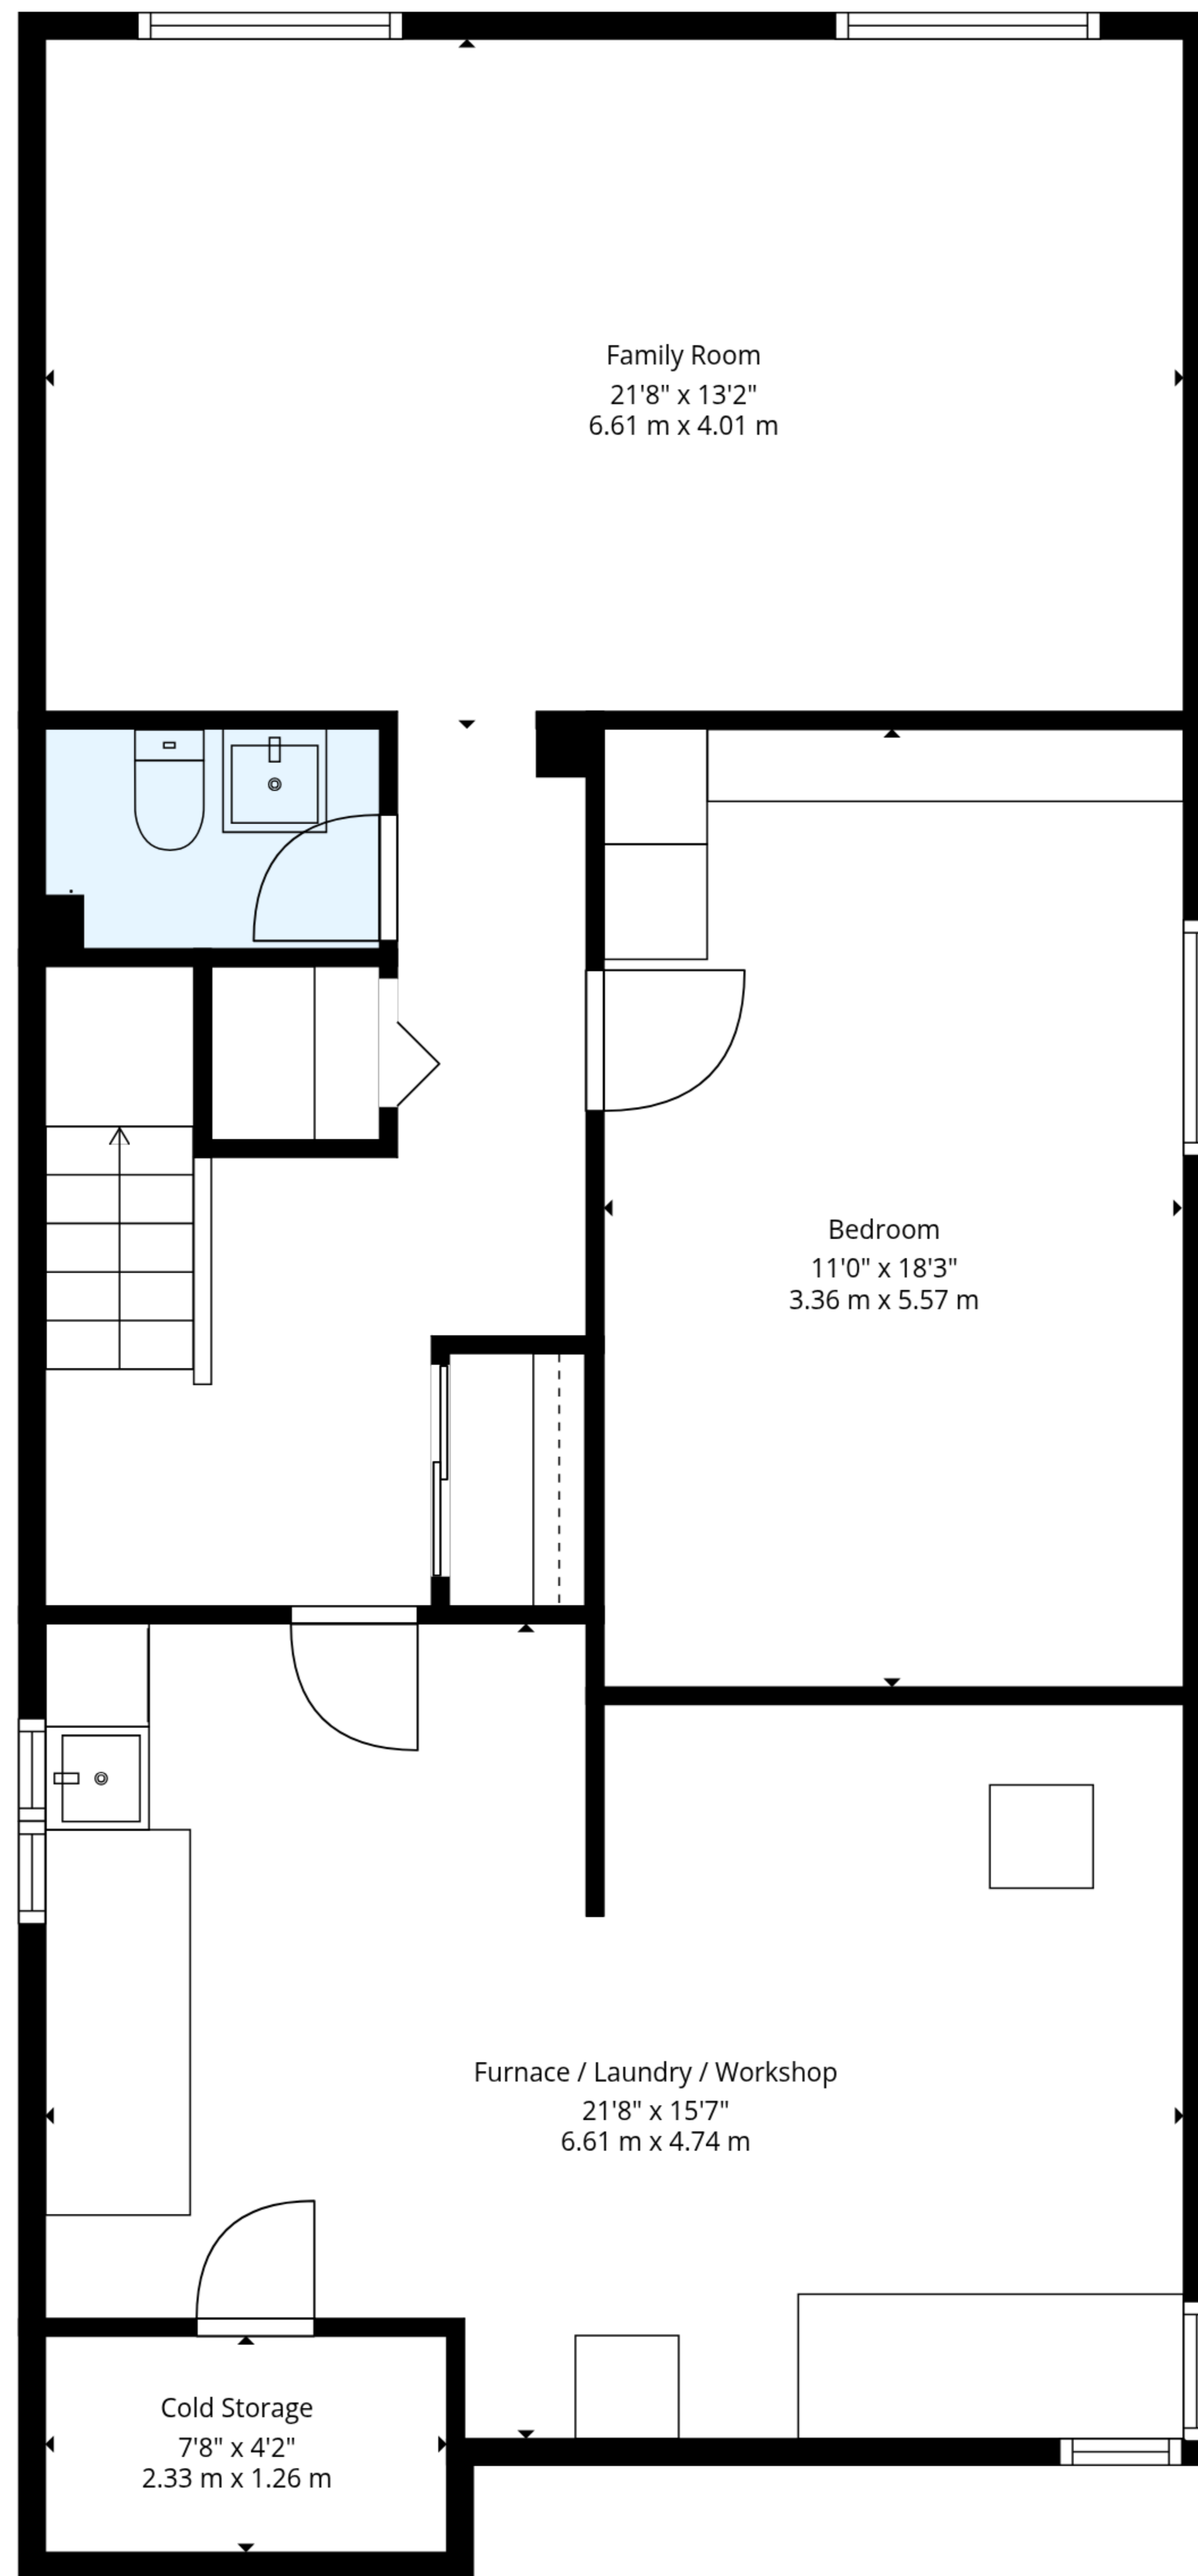 Family Room
21'8" x 13'2"
6.61 m x 4.01 m
Bedroom
11'0" x 18'3"
3.36 m x 5.57 m
Furnace / Laundry / Workshop
21'8" x 15'7"
6.61 m x 4.74 m
Cold Storage
7'8" x 4'2"
2.33 m x 1.26 m